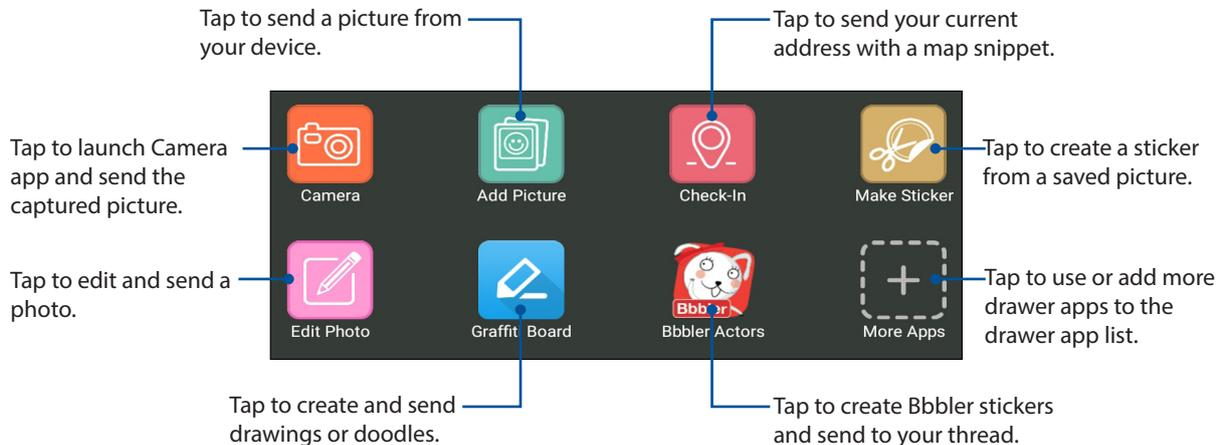 Tap to send a picture from
your device.
Tap to send your current
address with a map snippet.
Tap to launch Camera
app and send the
captured picture.
Camera
Add Picture
Check-In
Make Sticker
Tap to create a sticker
from a saved picture.
Tap to edit and send a
photo.
Bbbler
Edit Photo
Graffiti Board
Bbbler Actors
More Apps
Tap to use or add more
drawer apps to the
drawer app list.
Tap to create and send
drawings or doodles.
Tap to create Bbbler stickers
and send to your thread.